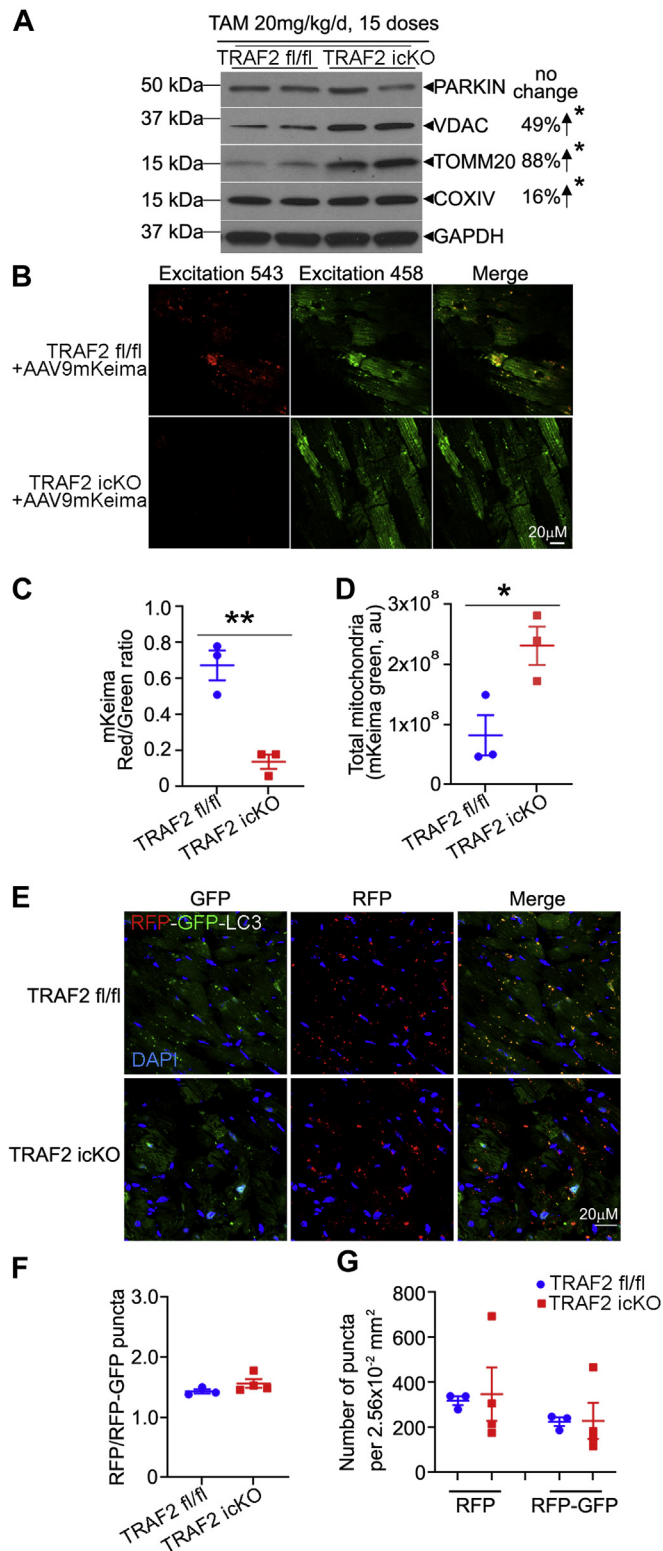 A
TAM 20mg/kg/d, 15 doses
TRAF2 fl/fl TRAF2 icKO
50 kDa PARKIN no change
37 kDa VDAC 49% *
15 kDa TOMM20 88% *
15 kDa COXIV 16% *
37 kDa GAPDH
B
Excitation 543 Excitation 458 Merge
TRAF2 fl/fl
+AAV9mKeima
TRAF2 icKO
+AAV9mKeima
20µM
C
mKeima
Red/Green ratio
1.0
0.8
0.6
0.4
0.2
0
**
TRAF2 fl/fl
TRAF2 icKO
D
Total mitochondria
(mKeima green, au)
3x10⁸
2x10⁸
1x10⁸
0
*
TRAF2 fl/fl
TRAF2 icKO
E
GFP RFP Merge
RFP-GFP-LC3
TRAF2 fl/fl
DAPI
TRAF2 icKO
20µM
F
RFP/RFP-GFP puncta
3.0
2.0
1.0
0
TRAF2 fl/fl
TRAF2 icKO
G
TRAF2 fl/fl
TRAF2 icKO
Number of puncta
per 2.56x10⁻² mm²
800
600
400
200
0
RFP RFP-GFP